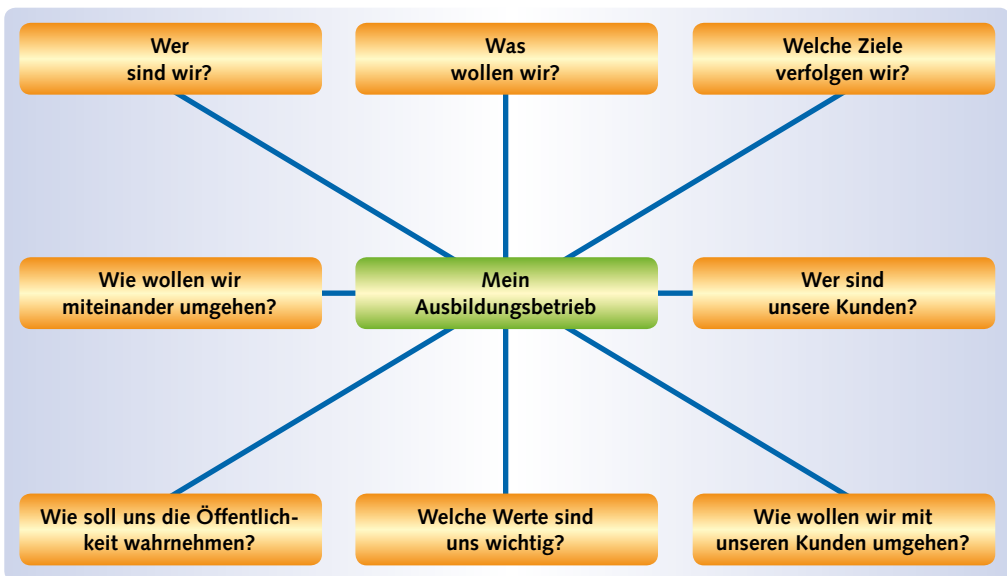 Wer
sind wir?
Was
wollen wir?
Welche Ziele
verfolgen wir?
Wie wollen wir
miteinander umgehen?
Mein
Ausbildungsbetrieb
Wer sind
unsere Kunden?
Wie soll uns die Öffentlich-
keit wahrnehmen?
Welche Werte sind
uns wichtig?
Wie wollen wir mit
unseren Kunden umgehen?